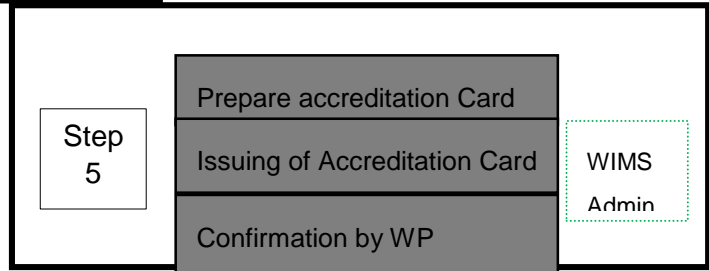 Step
5
Prepare accreditation Card
Issuing of Accreditation Card
Confirmation by WP
WIMS
Admin